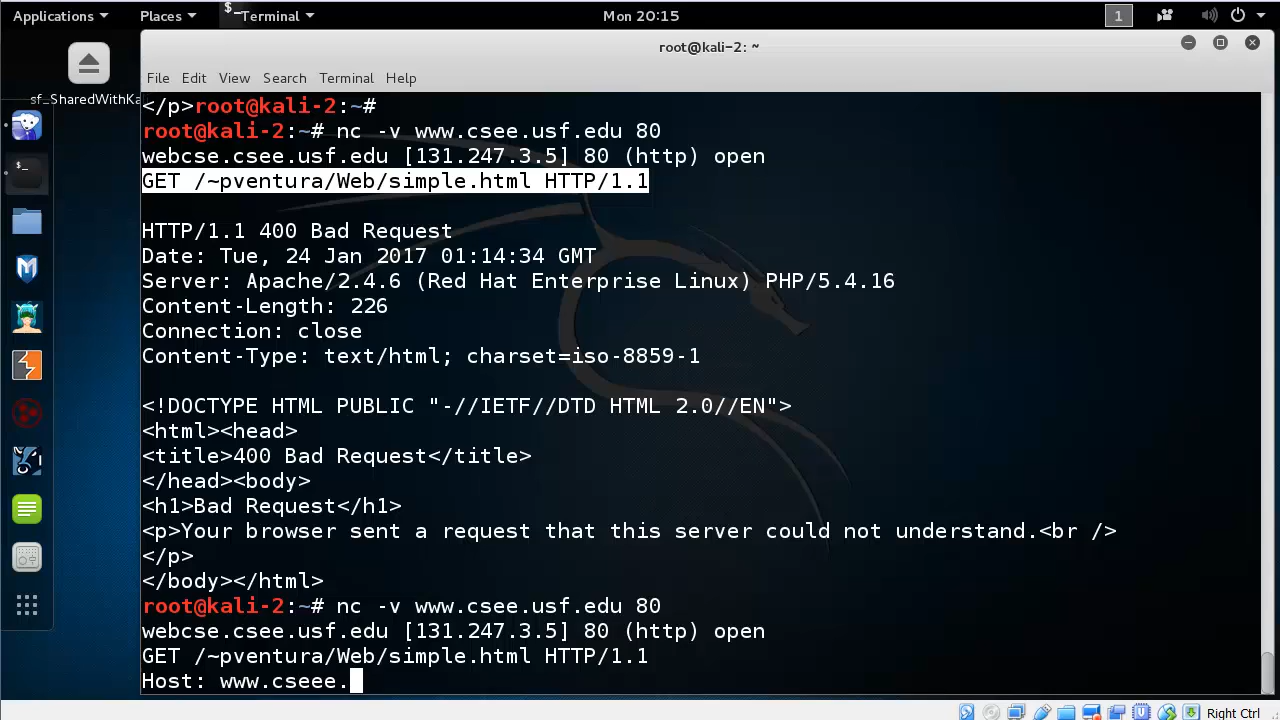 Applications Places Terminal Mon 20:15 1
root@kali-2: ~
File Edit View Search Terminal Help
sf_SharedWithKa
</p>root@kali-2:~#
root@kali-2:~# nc -v www.csee.usf.edu 80
webcse.csee.usf.edu [131.247.3.5] 80 (http) open
GET /~pventura/Web/simple.html HTTP/1.1
HTTP/1.1 400 Bad Request
Date: Tue, 24 Jan 2017 01:14:34 GMT
Server: Apache/2.4.6 (Red Hat Enterprise Linux) PHP/5.4.16
Content-Length: 226
Connection: close
Content-Type: text/html; charset=iso-8859-1
<!DOCTYPE HTML PUBLIC "-//IETF//DTD HTML 2.0//EN">
<html><head>
<title>400 Bad Request</title>
</head><body>
<h1>Bad Request</h1>
<p>Your browser sent a request that this server could not understand.<br />
</p>
</body></html>
root@kali-2:~# nc -v www.csee.usf.edu 80
webcse.csee.usf.edu [131.247.3.5] 80 (http) open
GET /~pventura/Web/simple.html HTTP/1.1
Host: www.cseee.
Right Ctrl